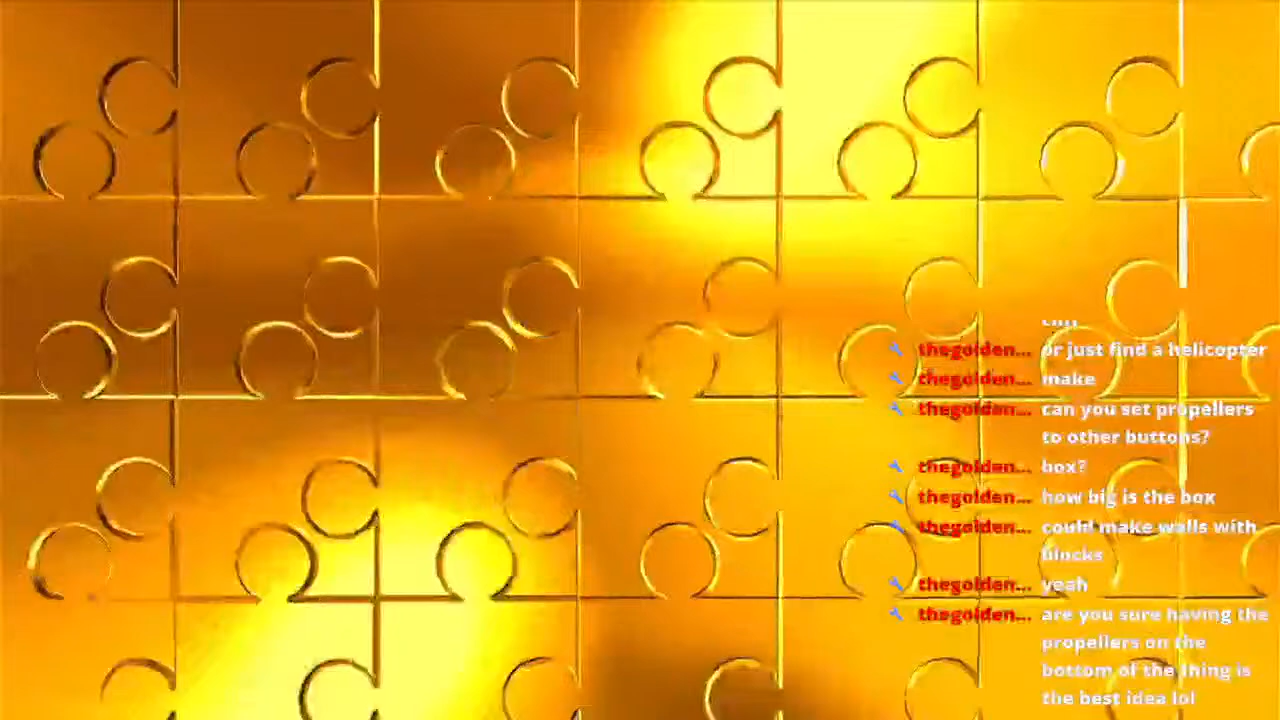 thegolden... or just find a helicopter
thegolden... make
thegolden... can you set propellers
to other buttons?
thegolden... box?
thegolden... how big is the box
thegolden... could make walls with
blocks
thegolden... yeah
thegolden... are you sure having the
propellers on the
bottom of the thing is
the best idea lol